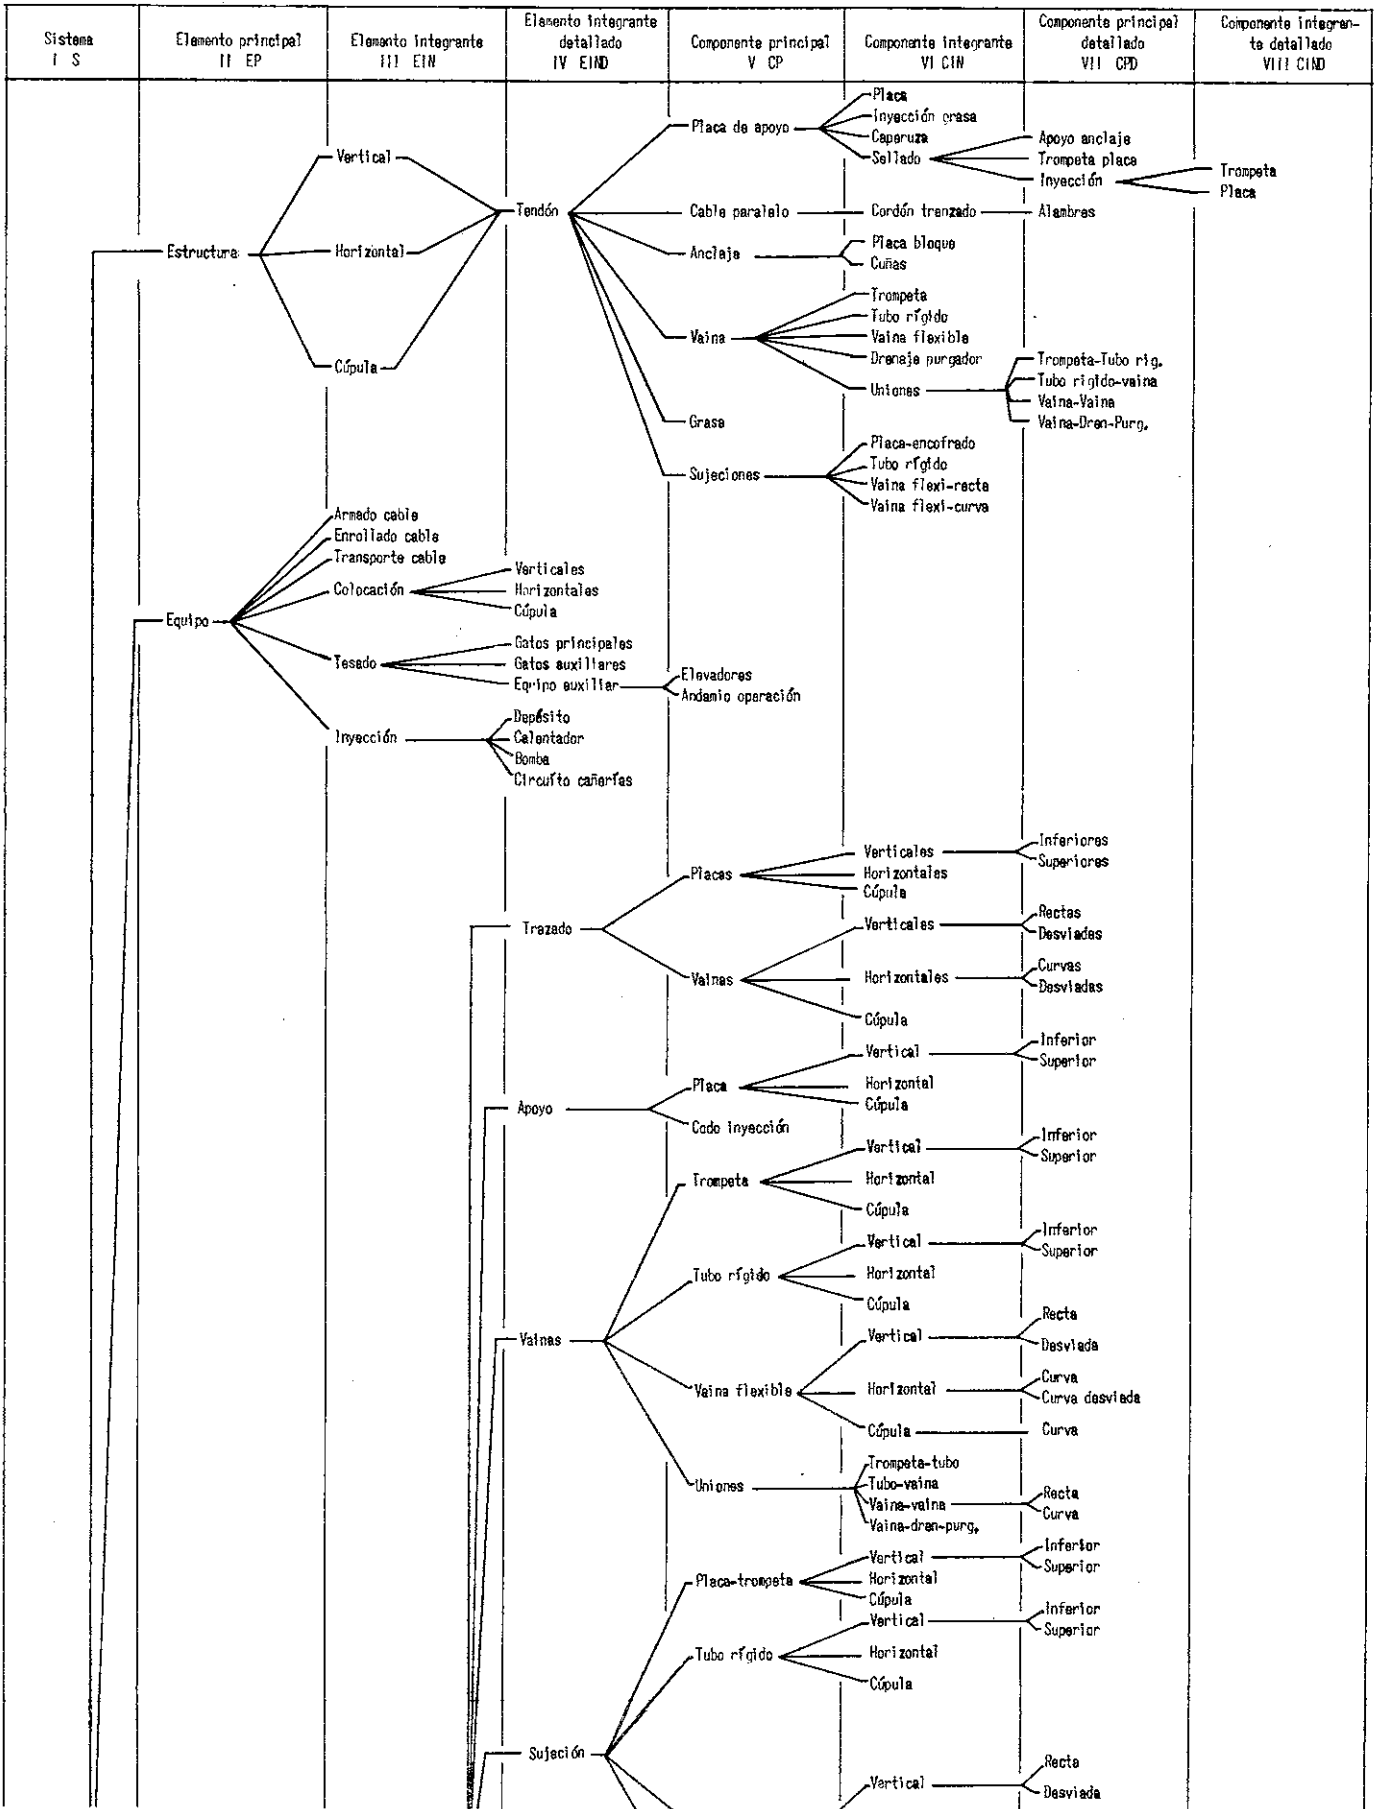 Sistema
I S
Elemento principal
II EP
Elemento integrante
III EIN
Elemento integrante
detallado
IV EIND
Componente principal
V CP
Componente integrante
VI CIN
Componente principal
detallado
VII CPD
Componente integran-
te detallado
VIII CIND
Estructura
Vertical
Horizontal
Cúpula
Tendón
Placa de apoyo
Placa
Inyección grasa
Caperuza
Sellado
Apoyo anclaje
Trompeta placa
Inyección
Trompeta
Placa
Cable paralelo
Cordón trenzado
Alambres
Anclaje
Placa bloque
Cuñas
Vaina
Trompeta
Tubo rígido
Vaina flexible
Drenaje purgador
Uniones
Trompeta-Tubo rig.
Tubo rigido-vaina
Vaina-Vaina
Vaina-Dren-Purg.
Grasa
Sujeciones
Placa-encofrado
Tubo rígido
Vaina flexi-recta
Vaina flexi-curva
Equipo
Armado cable
Enrollado cable
Transporte cable
Colocación
Verticales
Horizontales
Cúpula
Tesado
Gatos principales
Gatos auxiliares
Equipo auxiliar
Elevadores
Andamio operación
Inyección
Depósito
Calentador
Bomba
Circuíto cañerías
Trazado
Placas
Verticales
Inferiores
Superiores
Horizontales
Cúpula
Vainas
Verticales
Rectas
Desviadas
Horizontales
Curvas
Desviadas
Cúpula
Apoyo
Placa
Vertical
Inferior
Superior
Horizontal
Cúpula
Codo inyección
Vainas
Trompeta
Vertical
Inferior
Superior
Horizontal
Cúpula
Tubo rígido
Vertical
Inferior
Superior
Horizontal
Cúpula
Vaina flexible
Vertical
Recta
Desviada
Horizontal
Curva
Curva desviada
Cúpula
Curva
Uniones
Trompeta-tubo
Tubo-vaina
Vaina-vaina
Recta
Curva
Vaina-dren-purg.
Sujeción
Placa-trompeta
Vertical
Inferior
Superior
Horizontal
Cúpula
Tubo rígido
Vertical
Inferior
Superior
Horizontal
Cúpula
Vertical
Recta
Desviada